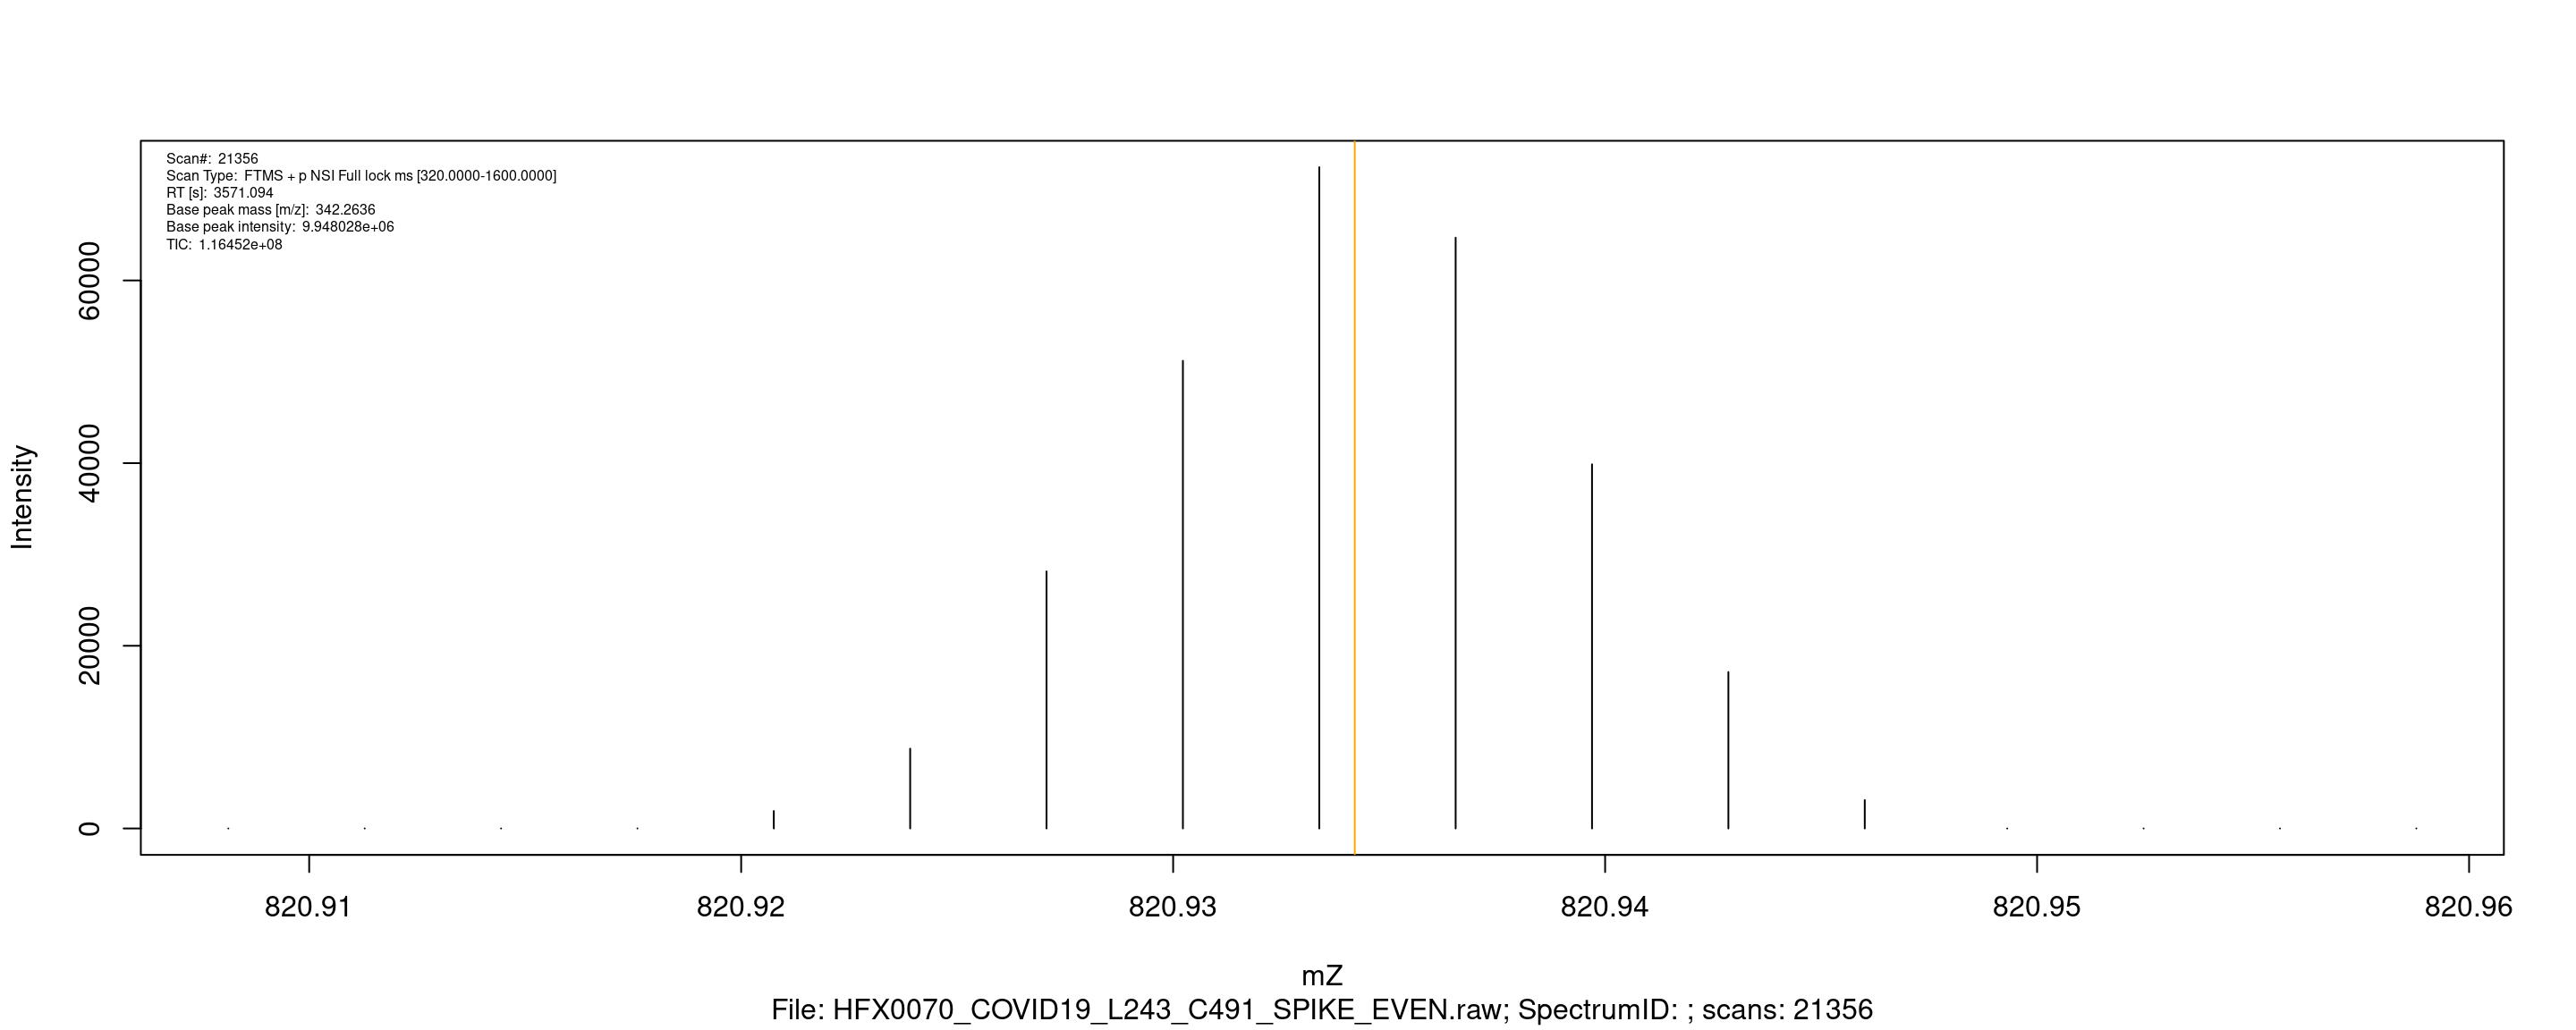 Scan#: 21356
Scan Type: FTMS + p NSI Full lock ms [320.0000-1600.0000]
RT [s]: 3571.094
Base peak mass [m/z]: 342.2636
Base peak intensity: 9.948028e+06
TIC: 1.16452e+08
60000
40000
20000
0
Intensity
820.91 820.92 820.93 820.94 820.95 820.96
mZ
File: HFX0070_COVID19_L243_C491_SPIKE_EVEN.raw; SpectrumID: ; scans: 21356